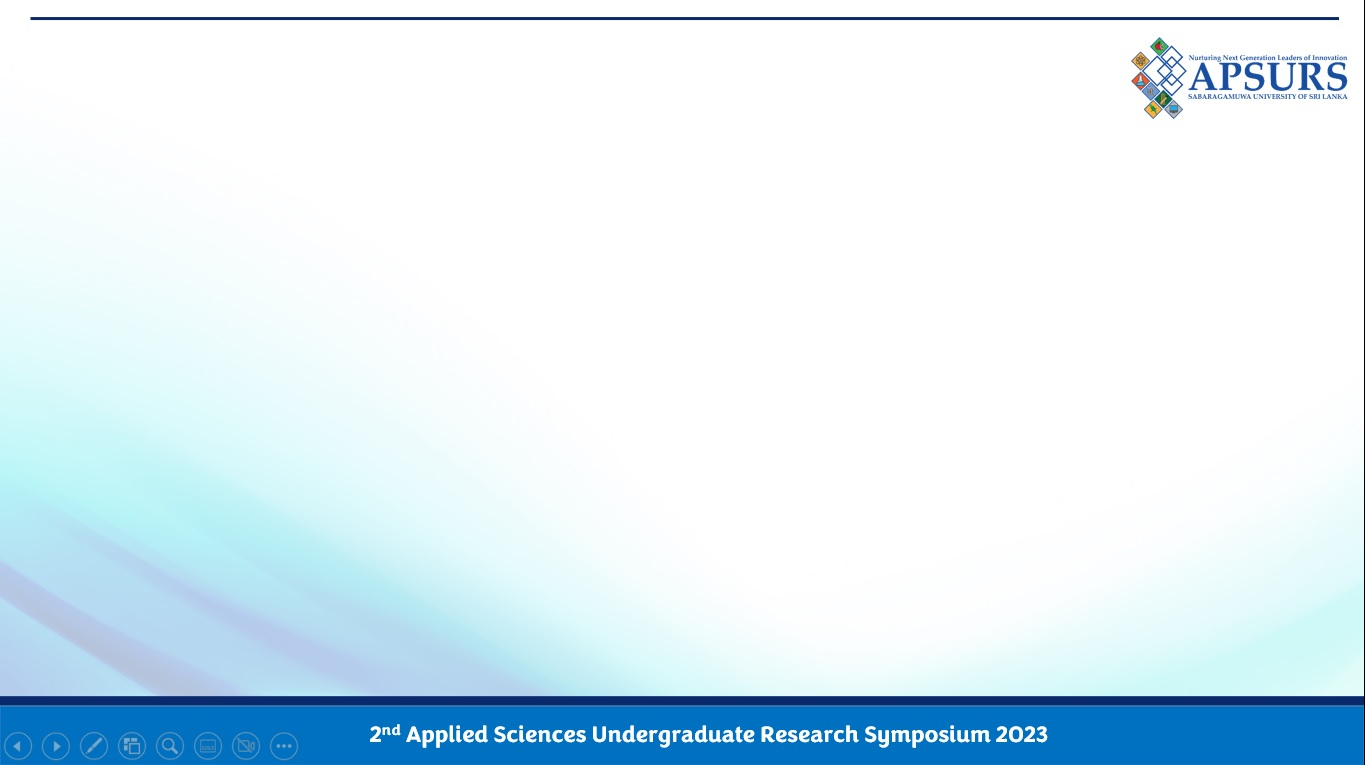 Nurturing Next Generation Leaders of Innovation
APSURS
SABARAGAMUWA UNIVERSITY OF SRI LANKA
2nd Applied Sciences Undergraduate Research Symposium 2023